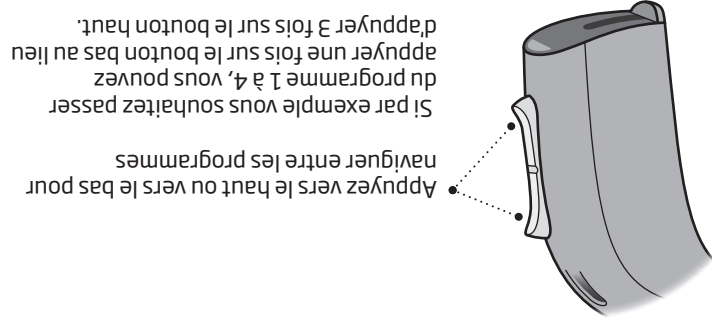 Appuyez vers le haut ou vers le bas pour
naviguer entre les programmes
Si par exemple vous souhaitez passer
du programme 1 à 4, vous pouvez
appuyer une fois sur le bouton bas au lieu
d'appuyer 3 fois sur le bouton haut.